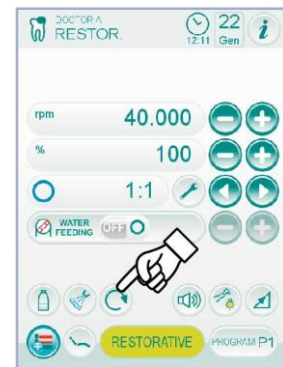 DOCTOR A
RESTOR.
12:11
22
Gen
i
rpm 40.000
% 100
1:1
WATER
FEEDING OFF
RESTORATIVE
PROGRAM P1